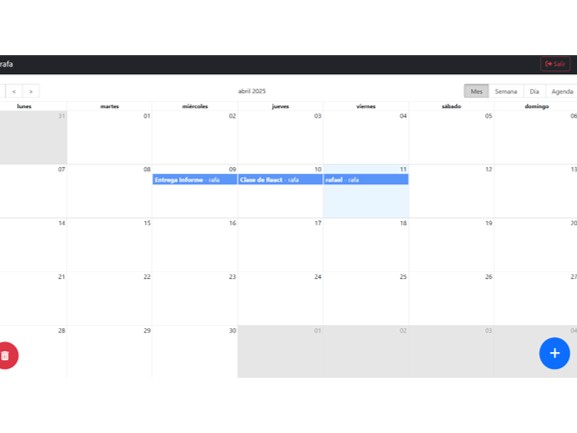 rafa Salir
< > abril 2025 Mes Semana Día Agenda
lunes martes miércoles jueves viernes sábado domingo
31 01 02 03 04 05 06
07 08 09 10 11 12 13
Entrega Informe - rafa Clase de React - rafa rafael - rafa
14 15 16 17 18 19 20
21 22 23 24 25 26 27
28 29 30 01 02 03 04
+